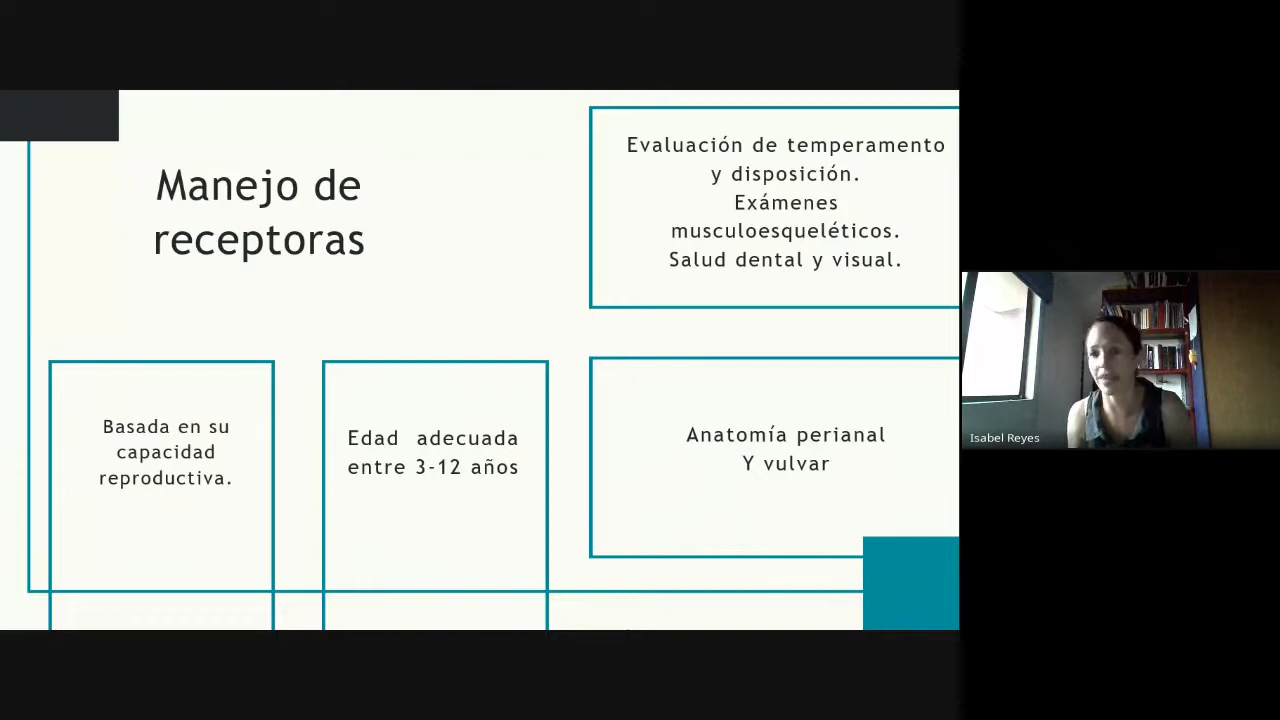 Manejo de
receptoras
Evaluación de temperamento
y disposición.
Exámenes
musculoesqueléticos.
Salud dental y visual.
Basada en su
capacidad
reproductiva.
Edad adecuada
entre 3-12 años
Anatomía perianal
Y vulvar
Isabel Reyes